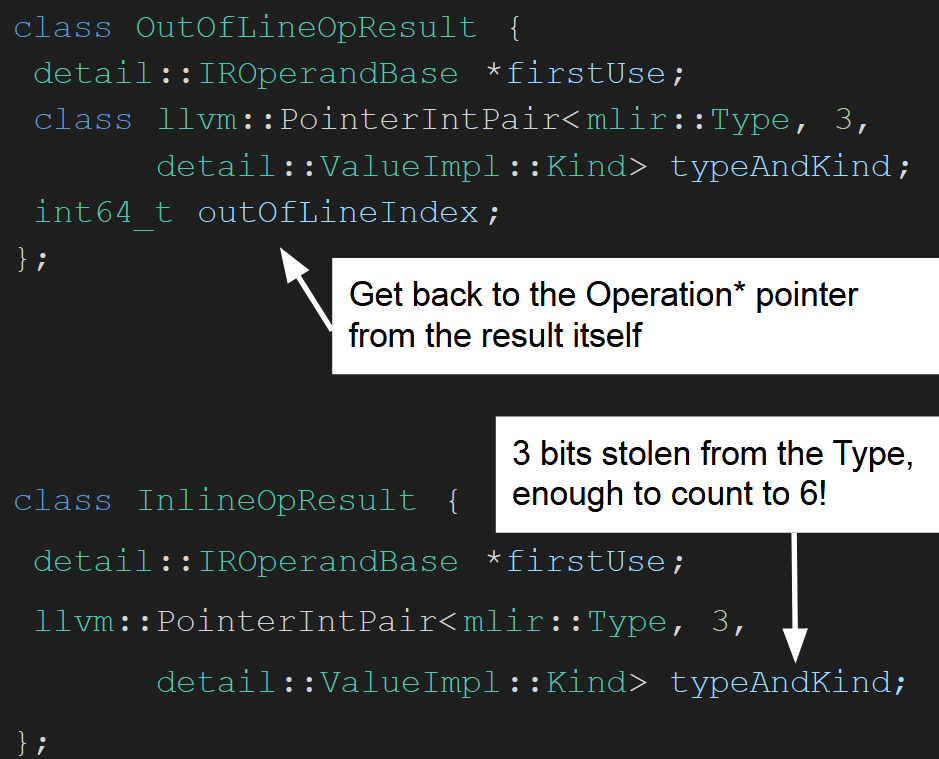 class OutOfLineOpResult {
detail::IROperandBase *firstUse;
class llvm::PointerIntPair<mlir::Type, 3,
detail::ValueImpl::Kind> typeAndKind;
int64_t outOfLineIndex;
};
Get back to the Operation* pointer
from the result itself
3 bits stolen from the Type,
enough to count to 6!
class InlineOpResult {
detail::IROperandBase *firstUse;
llvm::PointerIntPair<mlir::Type, 3,
detail::ValueImpl::Kind> typeAndKind;
};